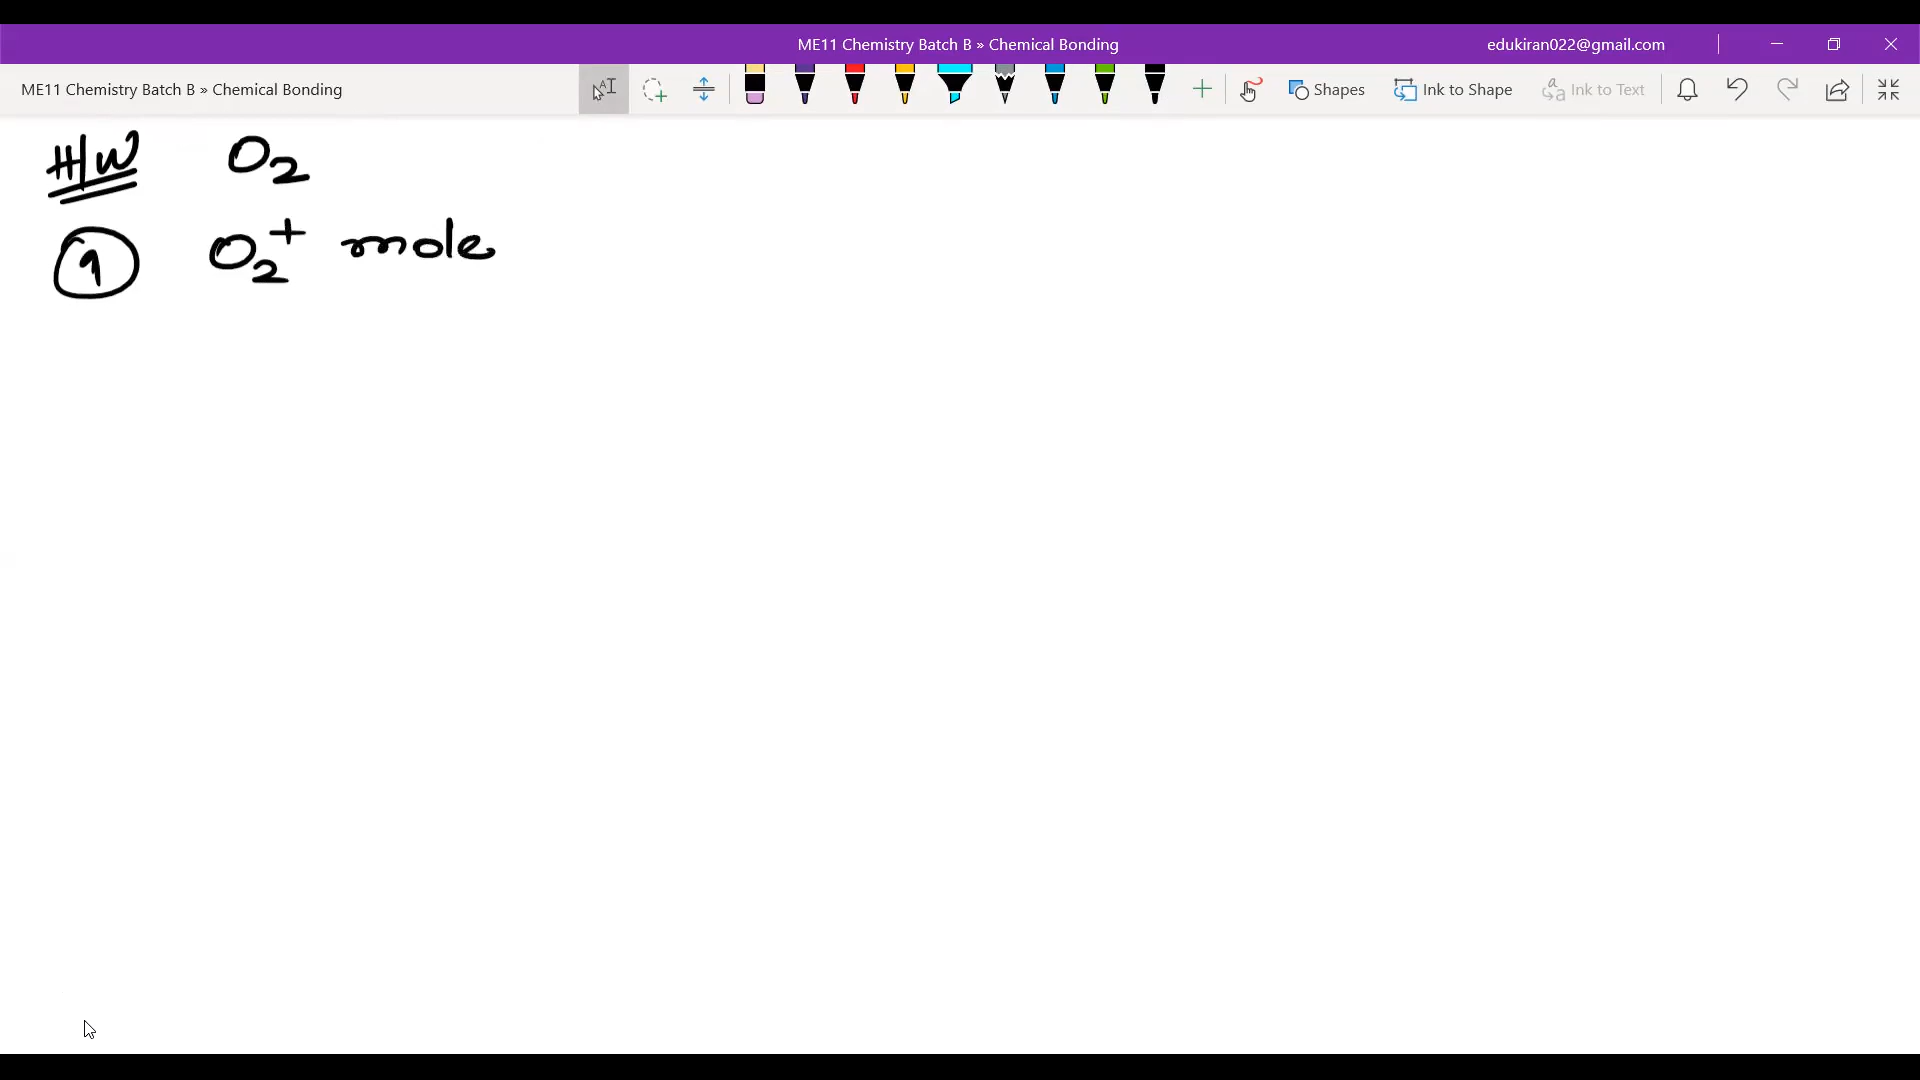 ME11 Chemistry Batch B » Chemical Bonding
edukiran022@gmail.com
ME11 Chemistry Batch B » Chemical Bonding
Shapes
Ink to Shape
Ink to Text
H/W O₂
① O₂⁺ mole